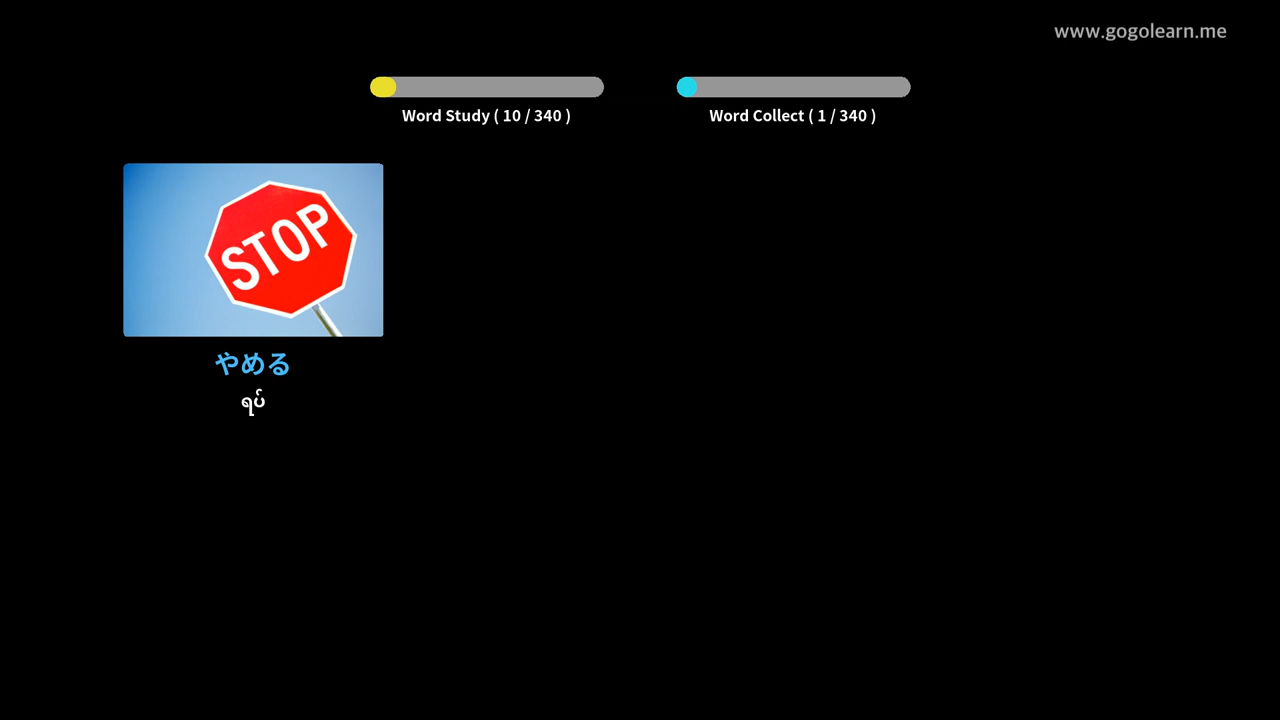 www.gogolearn.me
Word Study ( 10 / 340 )
Word Collect ( 1 / 340 )
STOP
やめる
ရပ်